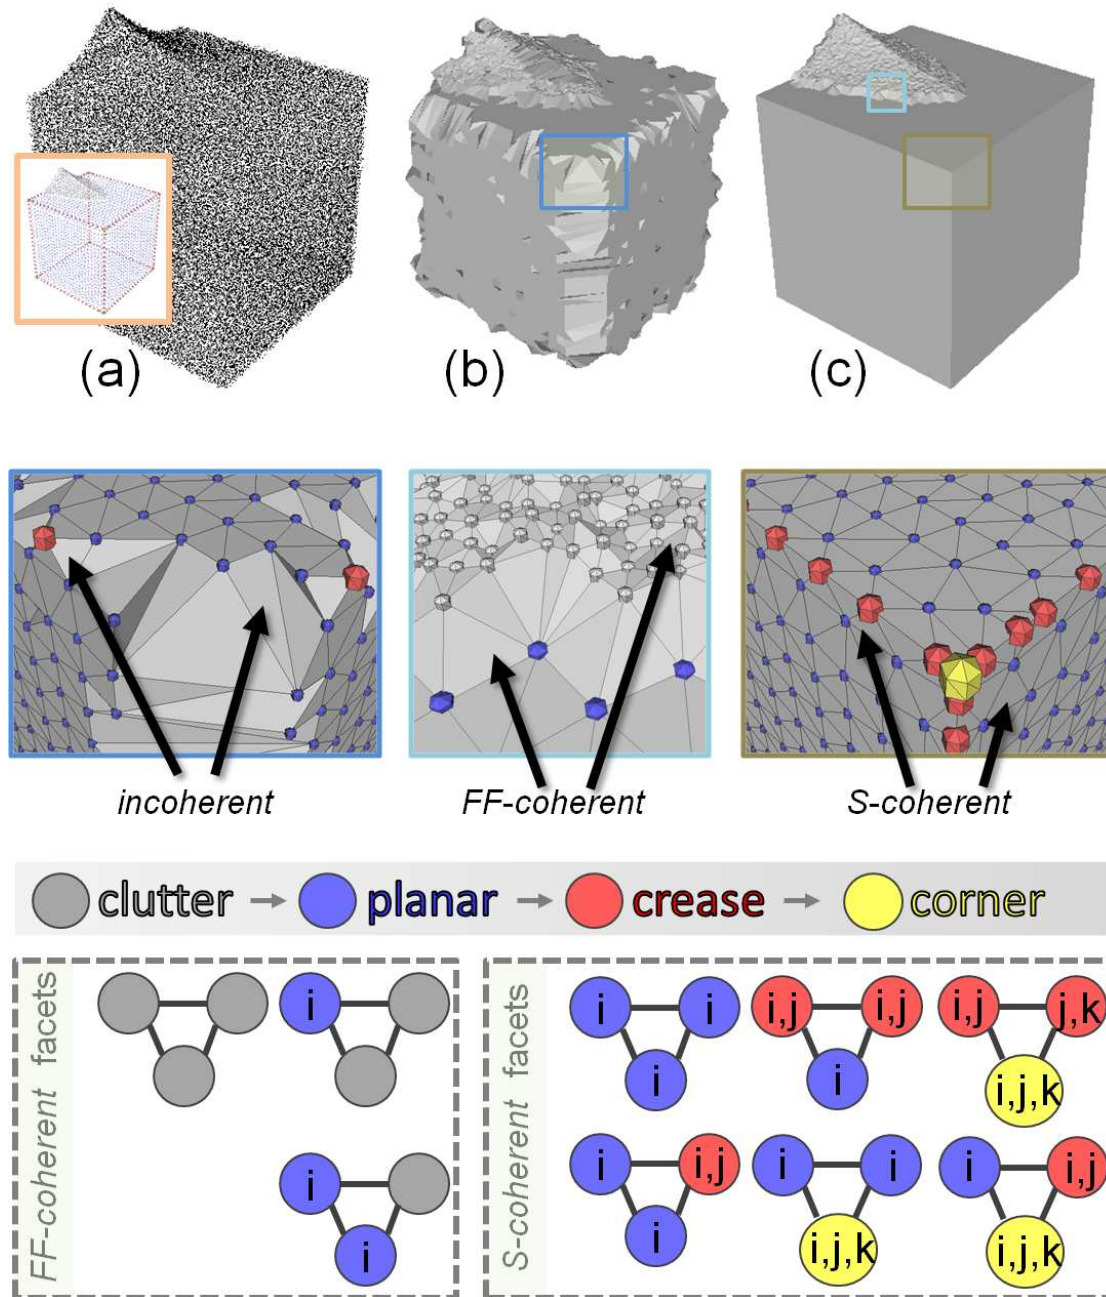 (a) (b) (c)
incoherent FF-coherent S-coherent
clutter planar crease corner
FF-coherent facets
i
i
i
S-coherent facets
i i i,j i,j i,j j,k
i i i,j,k
i i,j i i i i,j
i i,j,k i,j,k